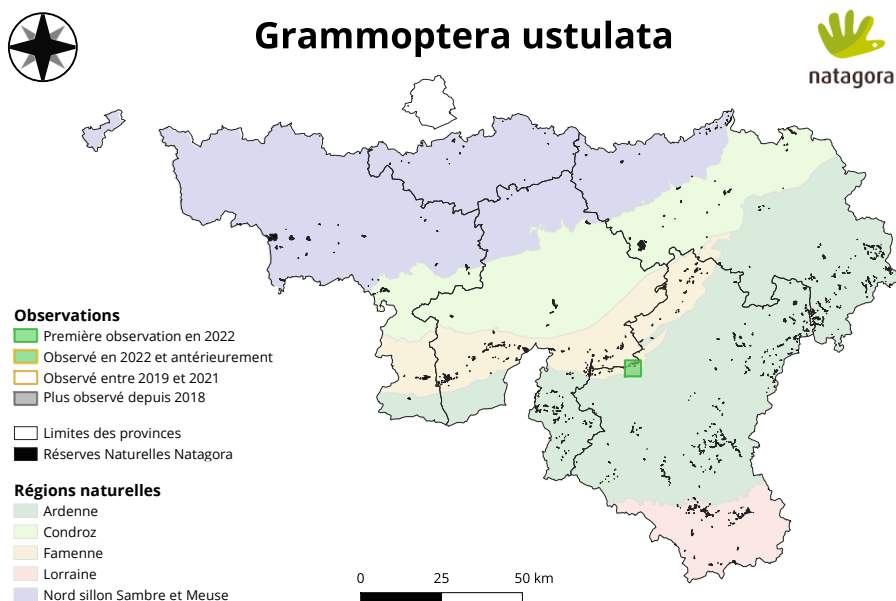 Grammoptera ustulata
natagora
Observations
Première observation en 2022
Observé en 2022 et antérieurement
Observé entre 2019 et 2021
Plus observé depuis 2018
Limites des provinces
Réserves Naturelles Natagora
Régions naturelles
Ardenne
Condroz
Famenne
Lorraine
Nord sillon Sambre et Meuse
0 25 50 km